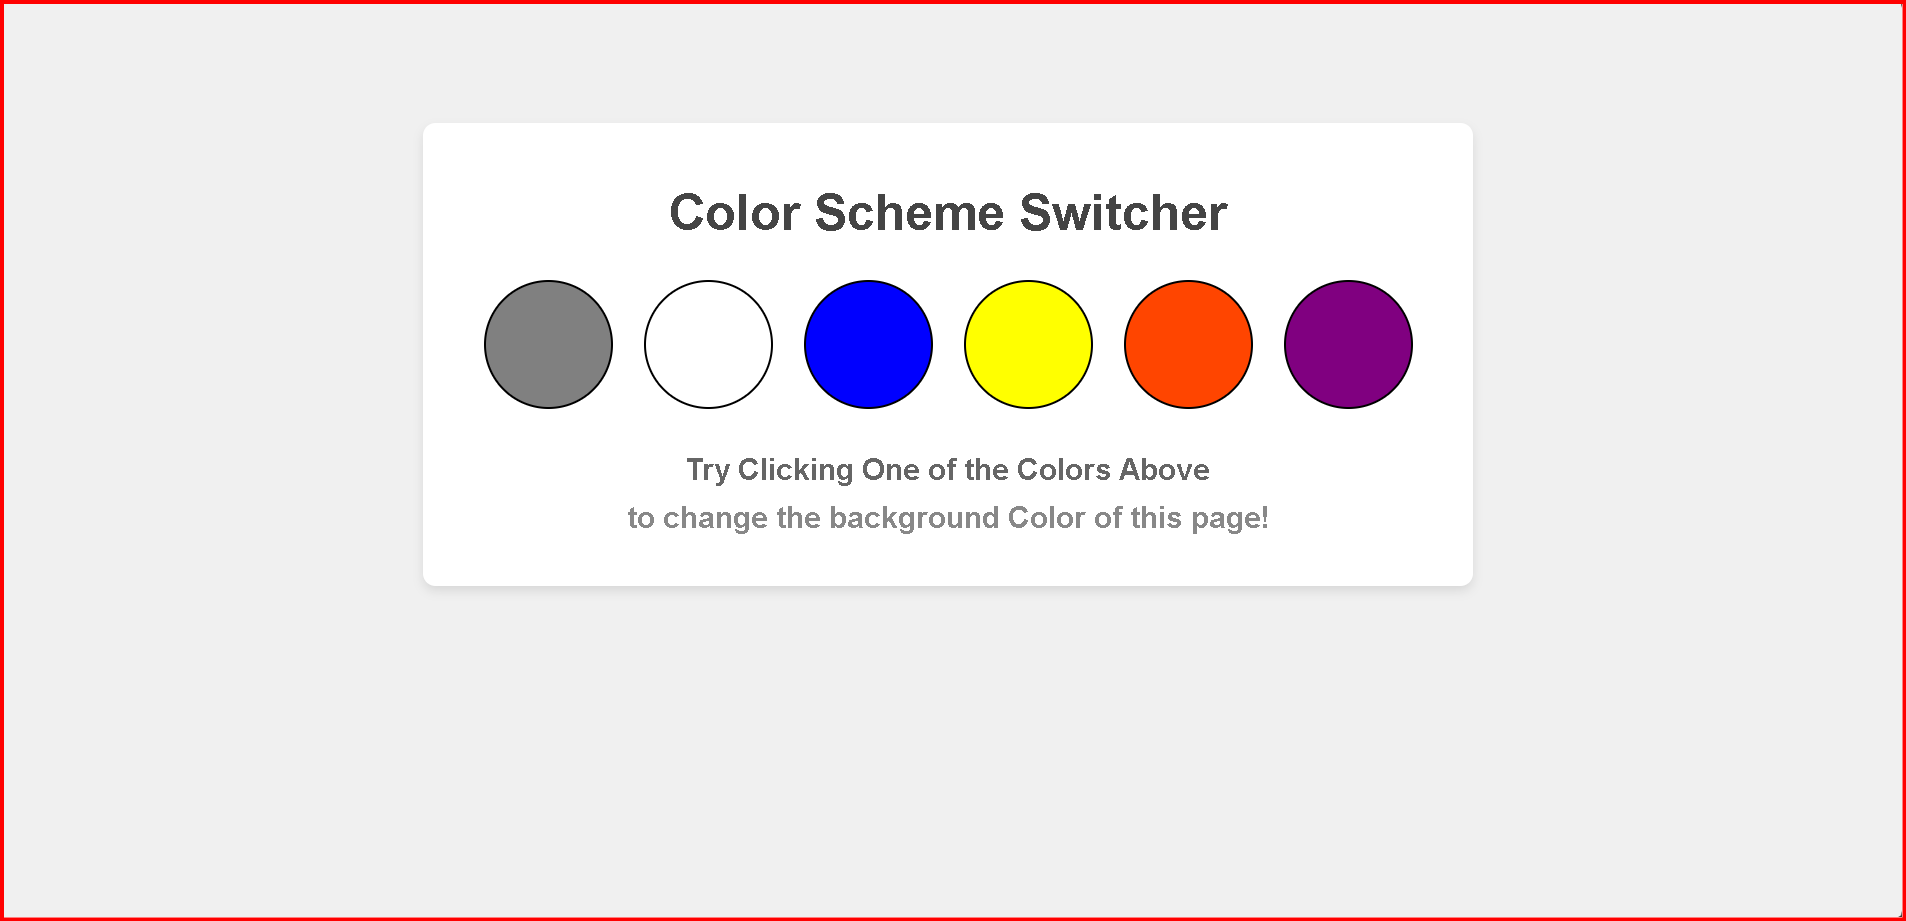 Color Scheme Switcher
Try Clicking One of the Colors Above
to change the background Color of this page!